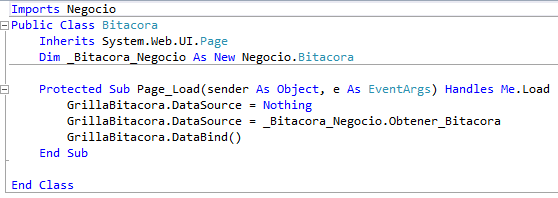 Imports Negocio
Public Class Bitacora
    Inherits System.Web.UI.Page
    Dim _Bitacora_Negocio As New Negocio.Bitacora
    Protected Sub Page_Load(sender As Object, e As EventArgs) Handles Me.Load
        GrillaBitacora.DataSource = Nothing
        GrillaBitacora.DataSource = _Bitacora_Negocio.Obtener_Bitacora
        GrillaBitacora.DataBind()
    End Sub
End Class